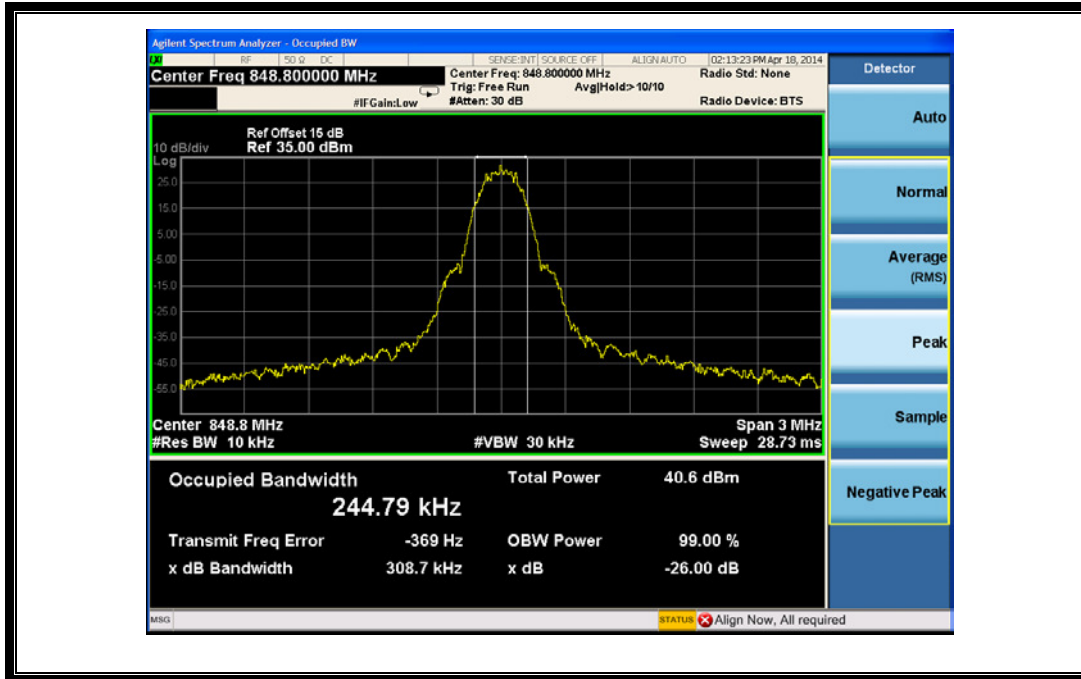 Agilent Spectrum Analyzer - Occupied BW
RF 50 Ω DC SENSE:INT SOURCE OFF ALIGN AUTO 02:13:23 PM Apr 18, 2014
Center Freq 848.800000 MHz
Center Freq: 848.800000 MHz
Radio Std: None
Trig: Free Run Avg|Hold:> 10/10
#IFGain:Low
#Atten: 30 dB
Radio Device: BTS
Ref Offset 15 dB
10 dB/div Ref 35.00 dBm
Log
25.0
15.0
5.00
-5.00
-15.0
-25.0
-35.0
-45.0
-55.0
Center 848.8 MHz
Span 3 MHz
#Res BW 10 kHz
#VBW 30 kHz
Sweep 28.73 ms
Occupied Bandwidth
Total Power 40.6 dBm
244.79 kHz
Transmit Freq Error -369 Hz
OBW Power 99.00 %
x dB Bandwidth 308.7 kHz
x dB -26.00 dB
MSG
STATUS
Align Now, All required
Detector
Auto
Normal
Average
(RMS)
Peak
Sample
Negative Peak